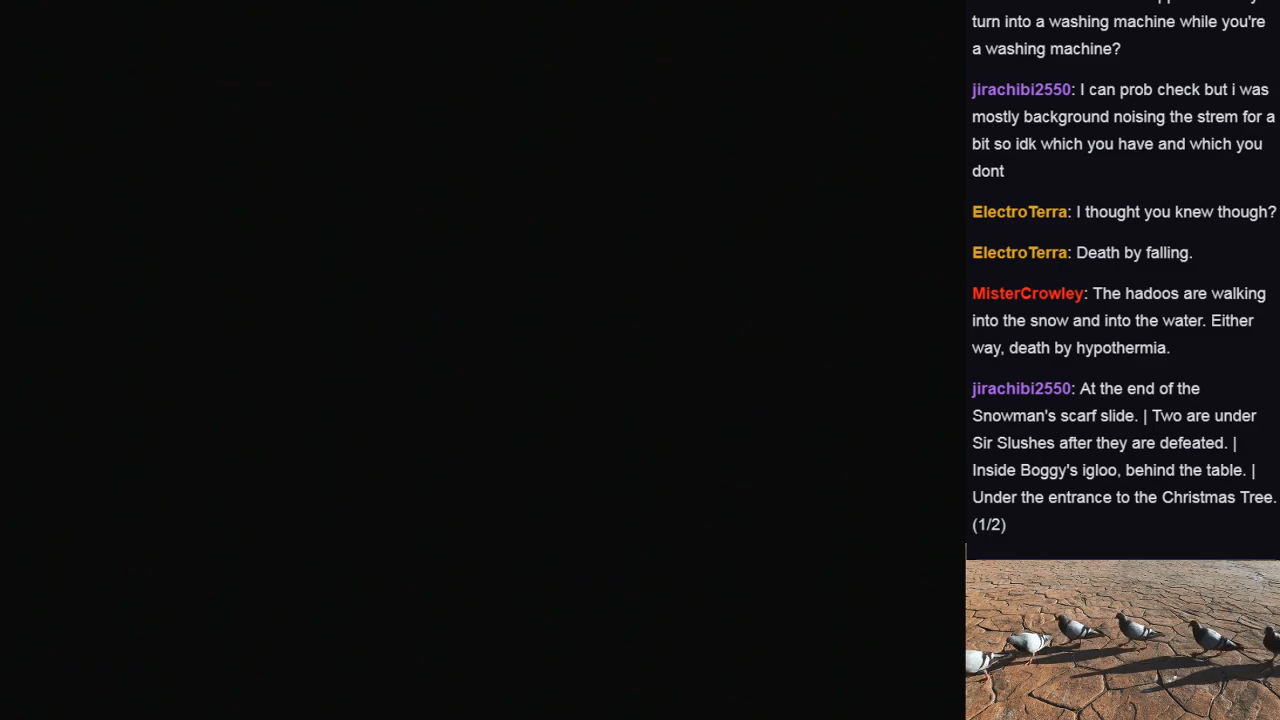 turn into a washing machine while you're
a washing machine?
jirachibi2550: I can prob check but i was
mostly background noising the strem for a
bit so idk which you have and which you
dont
ElectroTerra: I thought you knew though?
ElectroTerra: Death by falling.
MisterCrowley: The hadoos are walking
into the snow and into the water. Either
way, death by hypothermia.
jirachibi2550: At the end of the
Snowman's scarf slide. | Two are under
Sir Slushes after they are defeated. |
Inside Boggy's igloo, behind the table. |
Under the entrance to the Christmas Tree.
(1/2)